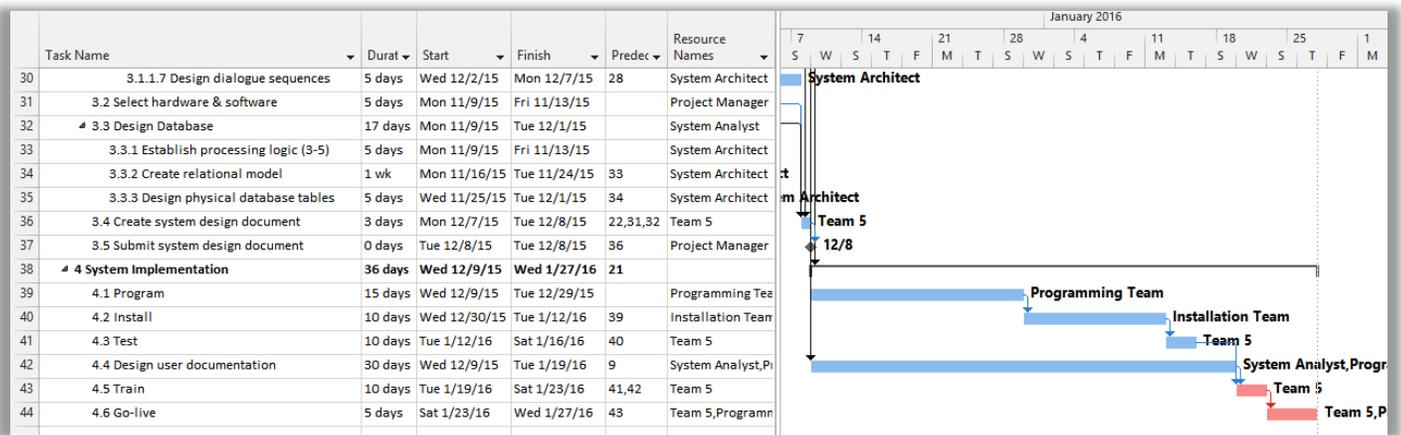 January 2016
7 14 21 28 4 11 18 25 1
Task Name Durat Start Finish Predec Resource Names
S W T F S M T W T F S M T W T F S M T W S T M
30 3.1.1.7 Design dialogue sequences 5 days Wed 12/2/15 Mon 12/7/15 28 System Architect System Architect
31 3.2 Select hardware & software 5 days Mon 11/9/15 Fri 11/13/15 Project Manager
32 3.3 Design Database 17 days Mon 11/9/15 Tue 12/1/15 System Analyst
33 3.3.1 Establish processing logic (3-5) 5 days Mon 11/9/15 Fri 11/13/15 System Architect
34 3.3.2 Create relational model 1 wk Mon 11/16/15 Tue 11/24/15 33 System Architect ct
35 3.3.3 Design physical database tables 5 days Wed 11/25/15 Tue 12/1/15 34 System Architect em Architect
36 3.4 Create system design document 3 days Mon 12/7/15 Tue 12/8/15 22,31,32 Team 5 Team 5
37 3.5 Submit system design document 0 days Tue 12/8/15 Tue 12/8/15 36 Project Manager 12/8
38 4 System Implementation 36 days Wed 12/9/15 Wed 1/27/16 21
39 4.1 Program 15 days Wed 12/9/15 Tue 12/29/15 Programming Tea Programming Team
40 4.2 Install 10 days Wed 12/30/15 Tue 1/12/16 39 Installation Team Installation Team
41 4.3 Test 10 days Tue 1/12/16 Sat 1/16/16 40 Team 5 Team 5
42 4.4 Design user documentation 30 days Wed 12/9/15 Tue 1/19/16 9 System Analyst,Pr System Analyst,Progr
43 4.5 Train 10 days Tue 1/19/16 Sat 1/23/16 41,42 Team 5 Team 5
44 4.6 Go-live 5 days Sat 1/23/16 Wed 1/27/16 43 Team 5,Programm Team 5,P